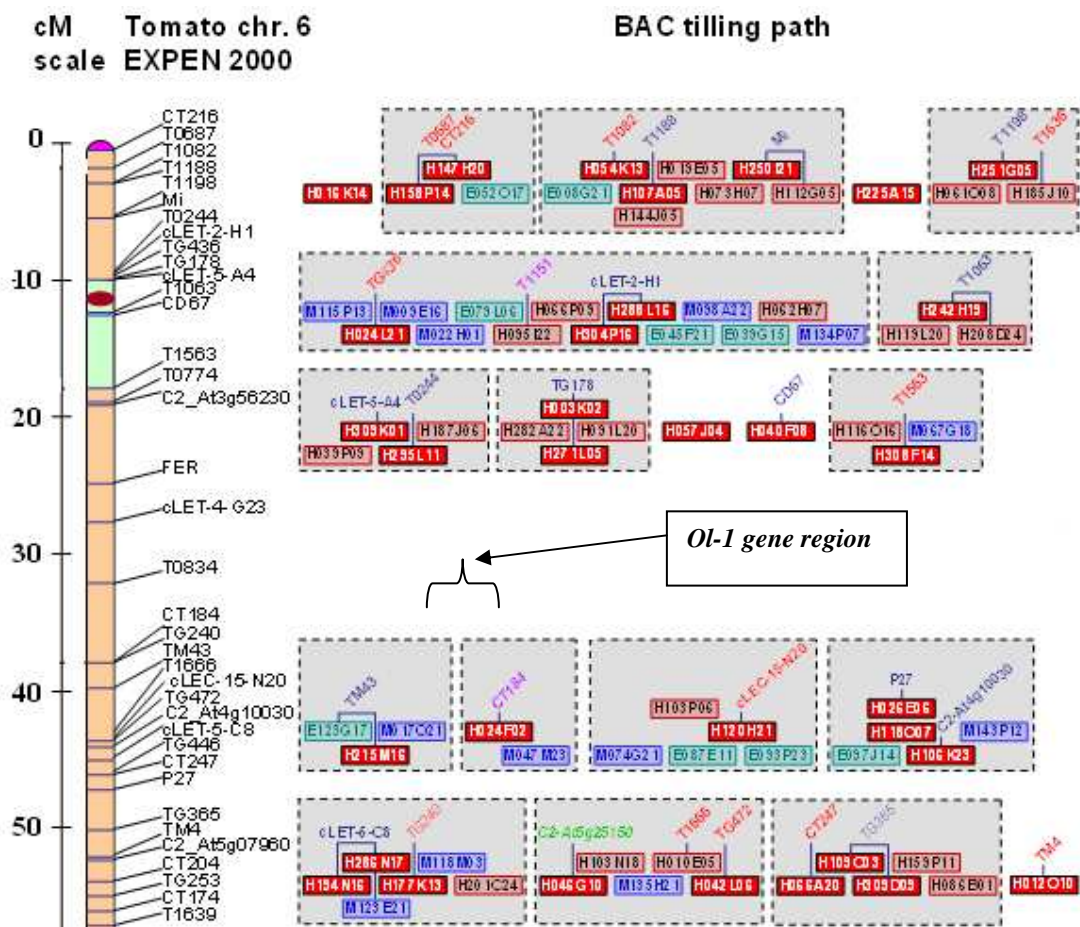 cM Tomato chr. 6 BAC tilling path
scale EXPEN 2000
0
10
20
30
40
50
CT216
T0687
T1082
T1188
T1198
Mi
T0244
cLET-2-H1
TG436
TG178
cLET-5-A4
T1063
CD67
T1563
T0774
C2_At3g56230
FER
cLET-4-G23
T0834
CT184
TG240
TM43
T1666
cLEC-15-N20
TG472
C2_At4g10030
cLET-5-C8
TG446
CT247
P27
TG365
TM4
C2_At5g07960
CT204
TG253
CT174
T1639
T0687 CT216 T1082 T1188 Mi T1198 T1636
H147H20 H054K13 H013E05 H250I21 H251G05
H016K14 H158P14 E052O17 E008G21 H107A05 H073H07 H112G05 H225A15 H061O08 H185J10
H144J05
TG436 T1151 cLET-2-H1 T1063
M115P13 M009E16 E079L06 H066P09 H288L16 M098A22 H062H07 H242H19
H024L21 M022H01 H095I22 H304P16 E045F21 E039G15 M134P07 H119L20 H208D24
cLET-5-A4 T0244 TG178 CD67 T1563
H003K02
H309K01 H187J06 H282A22 H091L20 H057J04 H040F08 H116O16 M067G18
H039P09 H295L11 H271L05 H308F14
Ol-1 gene region
TM43 CT184 cLEC-15-N20 P27 C2-At4g10030
H103P06 H026E06
E123G17 M017O21 H024F02 H120H21 H118C07 M143P12
H215M16 M047M23 M074G21 E087E11 E093P23 E097J14 H106K23
cLET-5-C8 C2-At5g25150 T1666 TG472 CT247 TG365 TM4
H286N17 M118M03 H103N18 H010E05 H109C03 H159P11
H194N16 H177K13 H201C24 H046G10 M135H21 H042L06 H066A20 H309D09 H086E01 H012O10
M123E21